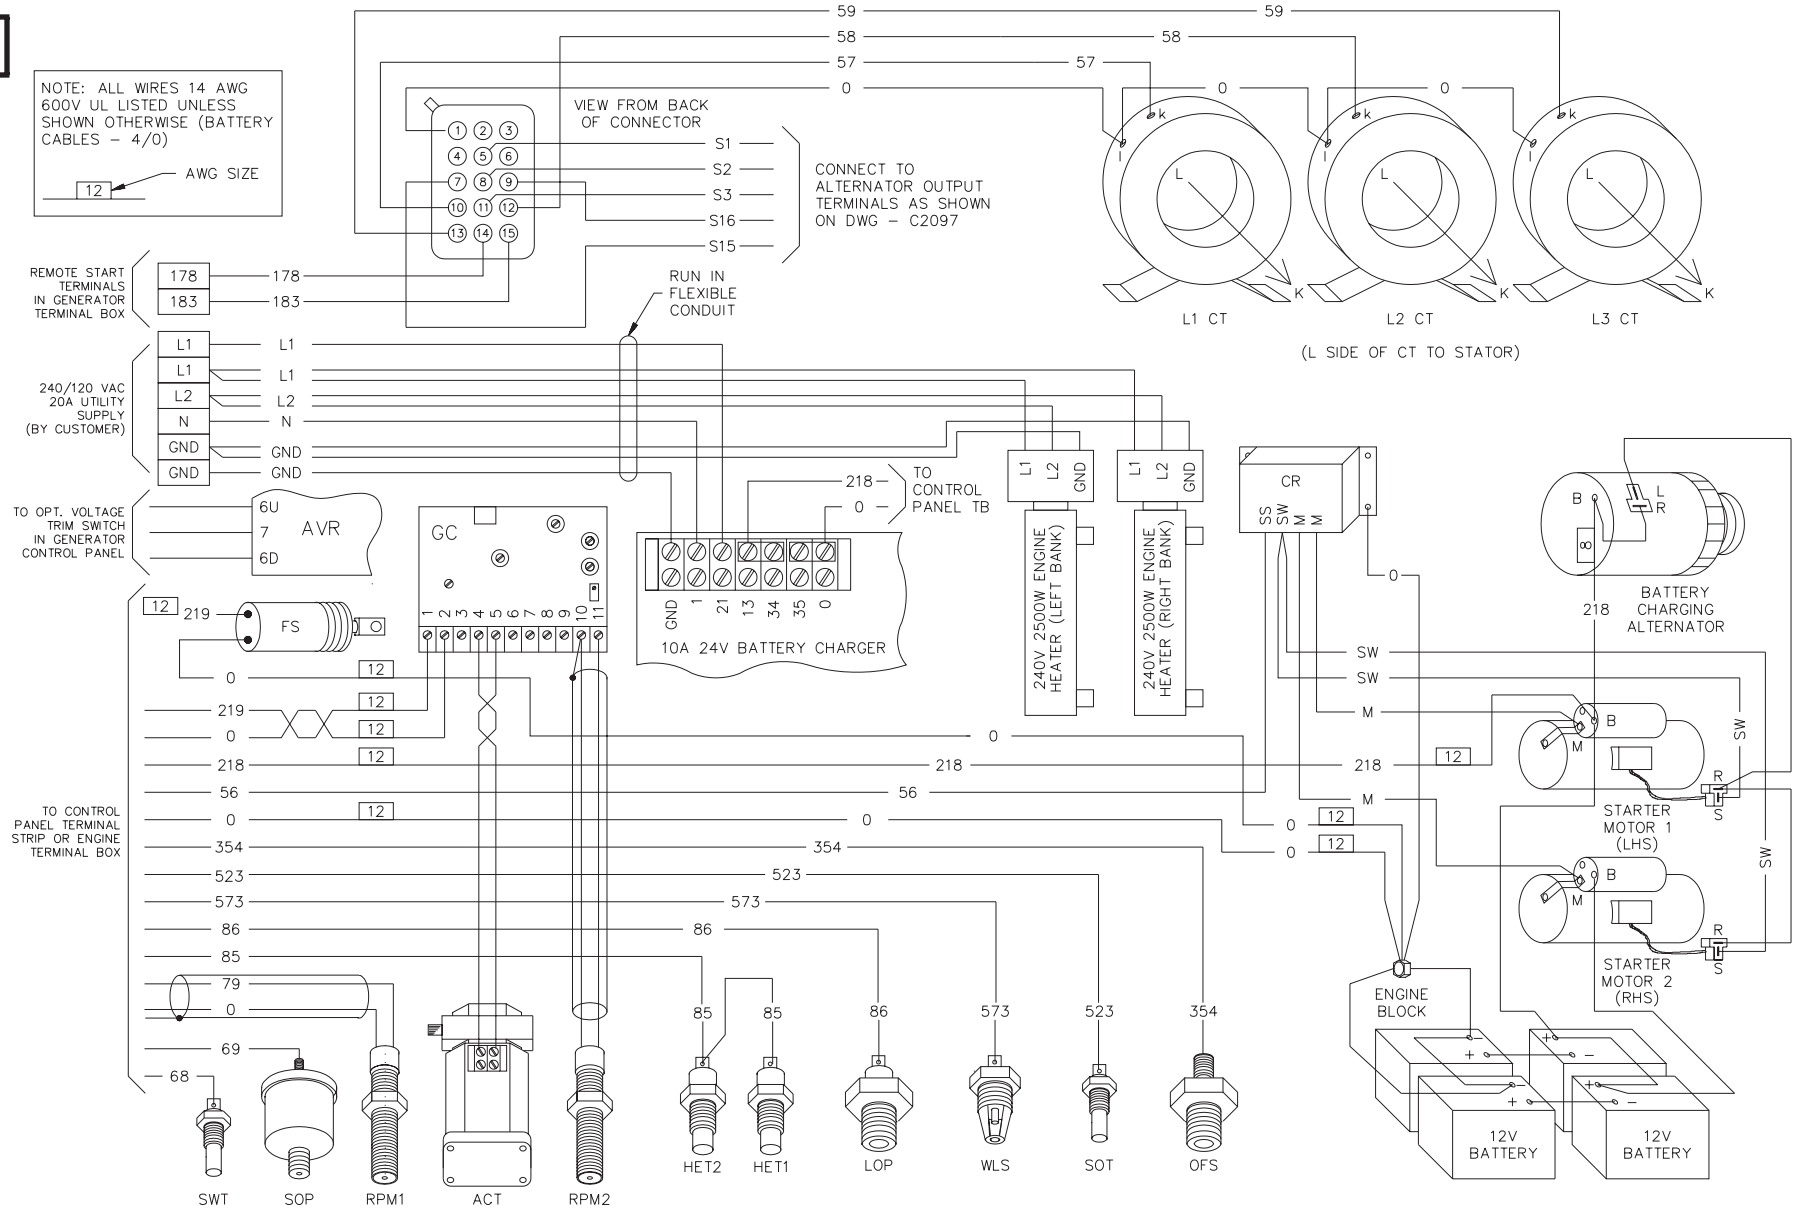 59 59
58 58
57 57
0 0 0
NOTE: ALL WIRES 14 AWG
600V UL LISTED UNLESS
SHOWN OTHERWISE (BATTERY
CABLES – 4/0)
AWG SIZE
12
VIEW FROM BACK
OF CONNECTOR
1 2 3
4 5 6
7 8 9
10 11 12
13 14 15
S1
S2
S3
S16
S15
CONNECT TO
ALTERNATOR OUTPUT
TERMINALS AS SHOWN
ON DWG – C2097
k k k
l l l
L L L
K K K
L1 CT L2 CT L3 CT
(L SIDE OF CT TO STATOR)
REMOTE START
TERMINALS
IN GENERATOR
TERMINAL BOX
178 178
183 183
RUN IN
FLEXIBLE
CONDUIT
240/120 VAC
20A UTILITY
SUPPLY
(BY CUSTOMER)
L1 L1
L1 L1
L2 L2
N N
GND GND
GND GND
TO OPT. VOLTAGE
TRIM SWITCH
IN GENERATOR
CONTROL PANEL
6U
7
6D
AVR
GC
1 2 3 4 5 6 7 8 9 10 11
218
0
TO
CONTROL
PANEL TB
GND 1 21 13 34 35 0
10A 24V BATTERY CHARGER
L1 L2 GND
240V 2500W ENGINE
HEATER (LEFT BANK)
L1 L2 GND
240V 2500W ENGINE
HEATER (RIGHT BANK)
CR
SS SW M M
0
B L
R
8
BATTERY
CHARGING
ALTERNATOR
218
12 219
FS
TO CONTROL
PANEL TERMINAL
STRIP OR ENGINE
TERMINAL BOX
0 12
219 12
0 12 0
218 12 218 218 12
56 56
0 12 0
354 354
523 523
573 573
86 86
85
79
0
69
68
SW
SW
M
M
0 12
0 12
SW
SW
B
M
R
S
STARTER
MOTOR 1
(LHS)
B
M
R
S
STARTER
MOTOR 2
(RHS)
ENGINE
BLOCK
85 85 86 573 523 354
– + – +
+ – + –
12V
BATTERY
12V
BATTERY
SWT SOP RPM1 ACT RPM2 HET2 HET1 LOP WLS SOT OFS